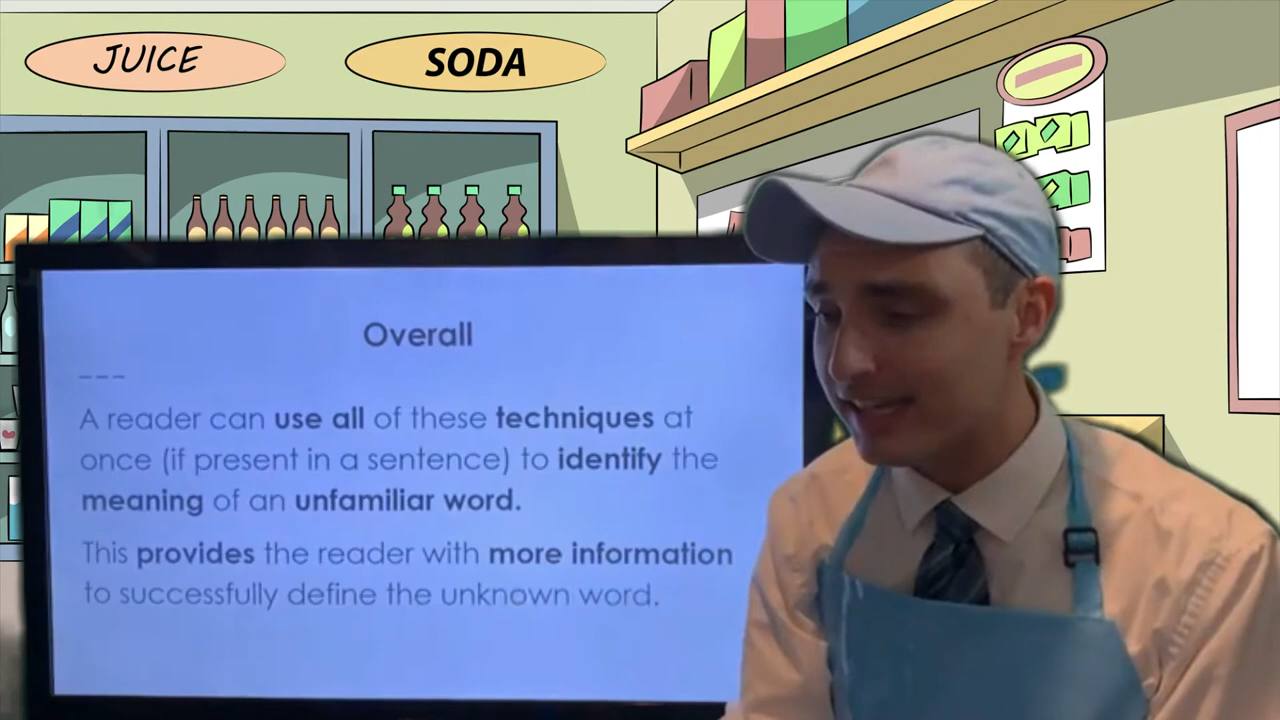 JUICE
SODA
Overall
---
A reader can use all of these techniques at
once (if present in a sentence) to identify the
meaning of an unfamiliar word.
This provides the reader with more information
to successfully define the unknown word.